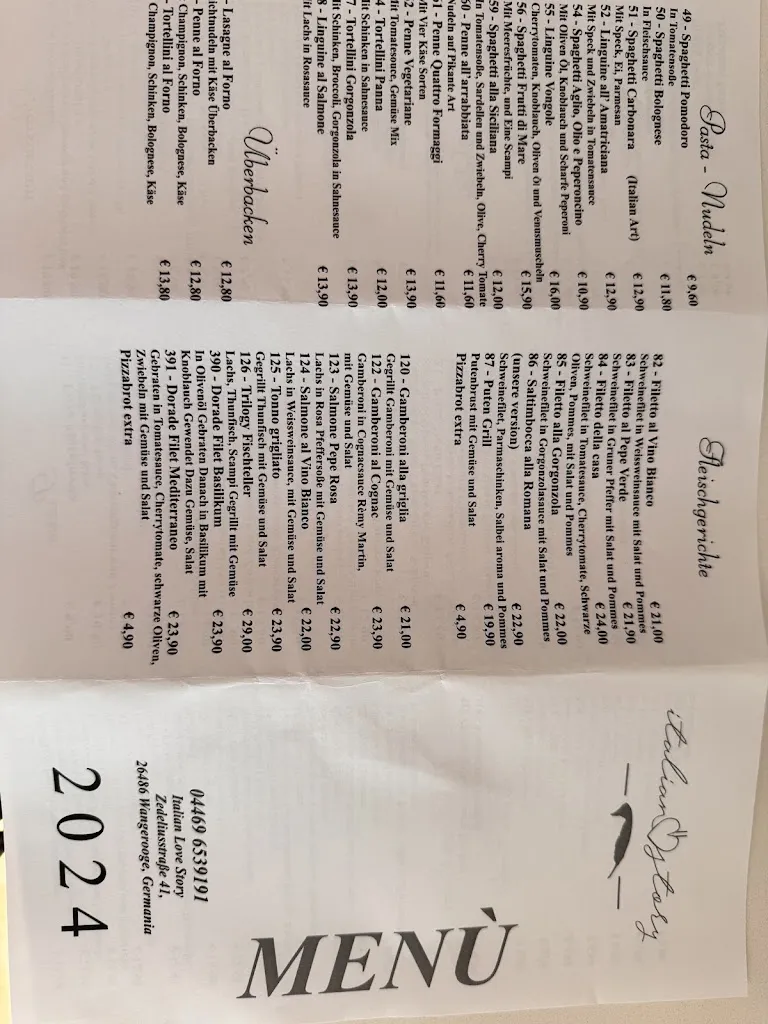 Pasta - Nudeln
49 - Spaghetti Pomodoro € 9,60
In Tomatensoße
50 - Spaghetti Bolognese € 11,80
In Fleischsauce
51 - Spaghetti Carbonara (Italian Art) € 12,90
Mit Speck, Ei, Parmesan
52 - Linguine all'Amatriciana € 12,90
Mit Speck und Zwiebeln in Tomatensauce
54 - Spaghetti Aglio, Olio e Peperoncino € 10,90
Mit Oliven Öl, Knoblauch und Scharfe Peperoni
55 - Linguine Vongole € 16,00
Cherrytomaten, Knoblauch, Oliven Öl und Venusmuscheln
56 - Spaghetti Frutti di Mare € 15,90
Mit Meeresfrichte, und Eine Scampi
59 - Spaghetti alla Siciliana € 12,00
In Tomatensoße, Sardellen und Zwiebeln, Olive, Cherry Tomate
60 - Penne all'arrabbiata € 11,60
Nudeln auf Pikante Art
61 - Penne Quattro Formaggi € 11,60
Mit Vier Käse Sorten
2 - Penne Vegetariane € 13,90
Mit Tomatesouce, Gemüse Mix
4 - Tortellini Panna € 12,00
it Schinken in Sahnesauce
7 - Tortellini Gorgonzola € 13,90
it Schinken, Broccoli, Gorgonzola in Sahnesauce
8 - Linguine al Salmone € 13,90
it Lachs in Rosasauce
Überbacken
- Lasagne al Forno € 12,80
ichtnudeln mit Käse Überbacken
- Penne al Forno € 12,80
Champignon, Schinken, Bolognese, Käse
- Tortellini al Forno € 13,80
Champignon, Schinken, Bolognese, Käse
Fleischgerichte
82 - Filetto al Vino Bianco € 21,00
Schweinefilet in Weissweinsauce mit Salat und Pommes
83 - Filetto al Pepe Verde € 21,90
Schweinefilet in Gruner Pfeffer mit Salat und Pommes
84 - Filetto della casa € 24,00
Schweinefilet in Tomatesauce, Cherrytomate, Schwarze
Oliven, Pommes, mit Salat und Pommes
85 - Filetto alla Gorgonzola € 22,00
Schweinefilet in Gorgonzolasauce mit Salat und Pommes
86 - Saltimbocca alla Romana
(unsere version) € 22,90
Schweinefilet, Parmaschinken, Salbei aroma und Pommes
87 - Puten Grill € 19,90
Putenbrust mit Gemüse und Salat
Pizzabrot extra € 4,90
120 - Gamberoni alla griglia € 21,00
Gegrillt Gamberoni mit Gemüse und Salat
122 - Gamberoni al Cognac € 23,90
Gamberoni in Cognacsauce Rèmy Martin,
mit Gemüse und Salat
123 - Salmone Pepe Rosa € 22,90
Lachs in Rosa Pfeffersoße mit Gemüse und Salat
124 - Salmone al Vino Bianco € 22,00
Lachs in Weissweinsauce, mit Gemüse und Salat
125 - Tonno grigliato € 23,90
Gegrillt Thunfisch mit Gemüse und Salat
126 - Trilogy Fischteller € 29,00
Lachs, Thunfisch, Scampi Gegrillt mit Gemüse
390 - Dorade Filet Basilikum € 23,90
In Olivenöl Gebraten Danach in Basilikum mit
Knoblauch Gewendet Dazu Gemüse, Salat
391 - Dorade Filet Mediterraneo € 23,90
Gebraten in Tomatesauce, Cherrytomate, schwarze Oliven,
Zwiebeln mit Gemüse und Salat
Pizzabrot extra € 4,90
italian story
MENÙ
04469 6539191
Italian Love Story
Zedeliusstraße 41,
26486 Wangerooge, Germania
2024